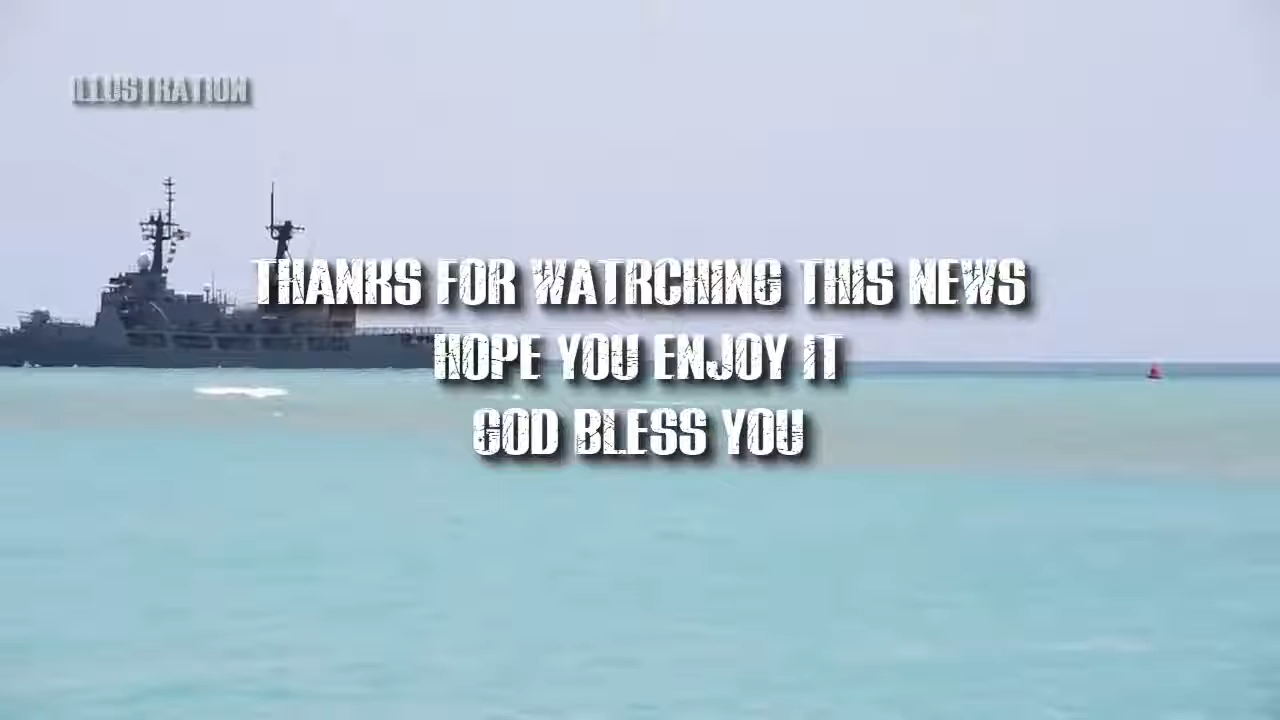 ILLUSTRATION
THANKS FOR WATRCHING THIS NEWS
HOPE YOU ENJOY IT
GOD BLESS YOU